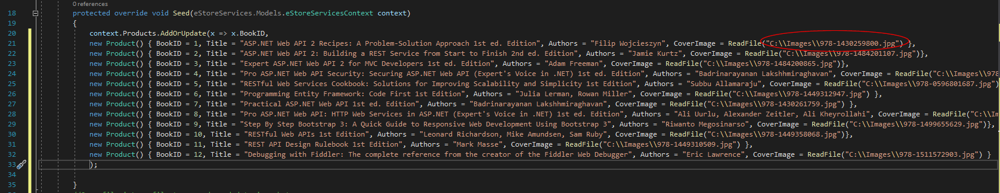 0 references
18 protected override void Seed(eStoreServices.Models.eStoreServicesContext context)
19 {
20 context.Products.AddOrUpdate(x => x.BookID,
21 new Product() { BookID = 1, Title = "ASP.NET Web API 2 Recipes: A Problem-Solution Approach 1st ed. Edition", Authors = "Filip Wojcieszyn", CoverImage = ReadFile("C:\\Images\\978-1430259800.jpg") },
22 new Product() { BookID = 2, Title = "ASP.NET Web API 2: Building a REST Service from Start to Finish 2nd ed. Edition", Authors = "Jamie Kurtz", CoverImage = ReadFile("C:\\Images\\978-1484201107.jpg")},
23 new Product() { BookID = 3, Title = "Expert ASP.NET Web API 2 for MVC Developers 1st ed. Edition", Authors = "Adam Freeman", CoverImage = ReadFile("C:\\Images\\978-1484200865.jpg")},
24 new Product() { BookID = 4, Title = "Pro ASP.NET Web API Security: Securing ASP.NET Web API (Expert's Voice in .NET) 1st ed. Edition", Authors = "Badrinarayanan Lakshhmiraghavan", CoverImage = ReadFile("C:\\Images\\978
25 new Product() { BookID = 5, Title = "RESTful Web Services Cookbook: Solutions for Improving Scalability and Simplicity 1st Edition", Authors = "Subbu Allamaraju", CoverImage = ReadFile("C:\\Images\\978-0596801687.jpg")
26 new Product() { BookID = 6, Title = "Programming Entity Framework: Code First 1st Edition", Authors = "Julia Lerman, Rowan Miller", CoverImage = ReadFile("C:\\Images\\978-1449312947.jpg") },
27 new Product() { BookID = 7, Title = "Practical ASP.NET Web API 1st Edition", Authors = "Badrinarayanan Lakshhmiraghavan", CoverImage = ReadFile("C:\\Images\\978-1430261759.jpg") },
28 new Product() { BookID = 8, Title = "Pro ASP.NET Web API: HTTP Web Services in ASP.NET (Expert's Voice in .NET) 1st ed. Edition", Authors = "Ali Uurlu, Alexander Zeitler, Ali Kheyrollahi", CoverImage = ReadFile("C:\\Im
29 new Product() { BookID = 9, Title = "Step By Step Bootstrap 3: A Quick Guide to Responsive Web Development Using Bootstrap 3", Authors = "Riwanto Megosinarso", CoverImage = ReadFile("C:\\Images\\978-1499655629.jpg")},
30 new Product() { BookID = 10, Title = "RESTful Web APIs 1st Edition", Authors = "Leonard Richardson, Mike Amundsen, Sam Ruby", CoverImage = ReadFile("C:\\Images\\978-1449358068.jpg")},
31 new Product() { BookID = 11, Title = "REST API Design Rulebook 1st Edition", Authors = "Mark Masse", CoverImage = ReadFile("C:\\Images\\978-1449310509.jpg") },
32 new Product() { BookID = 12, Title = "Debugging with Fiddler: The complete reference from the creator of the Fiddler Web Debugger", Authors = "Eric Lawrence", CoverImage = ReadFile("C:\\Images\\978-1511572903.jpg") }
33 );
34
35 }